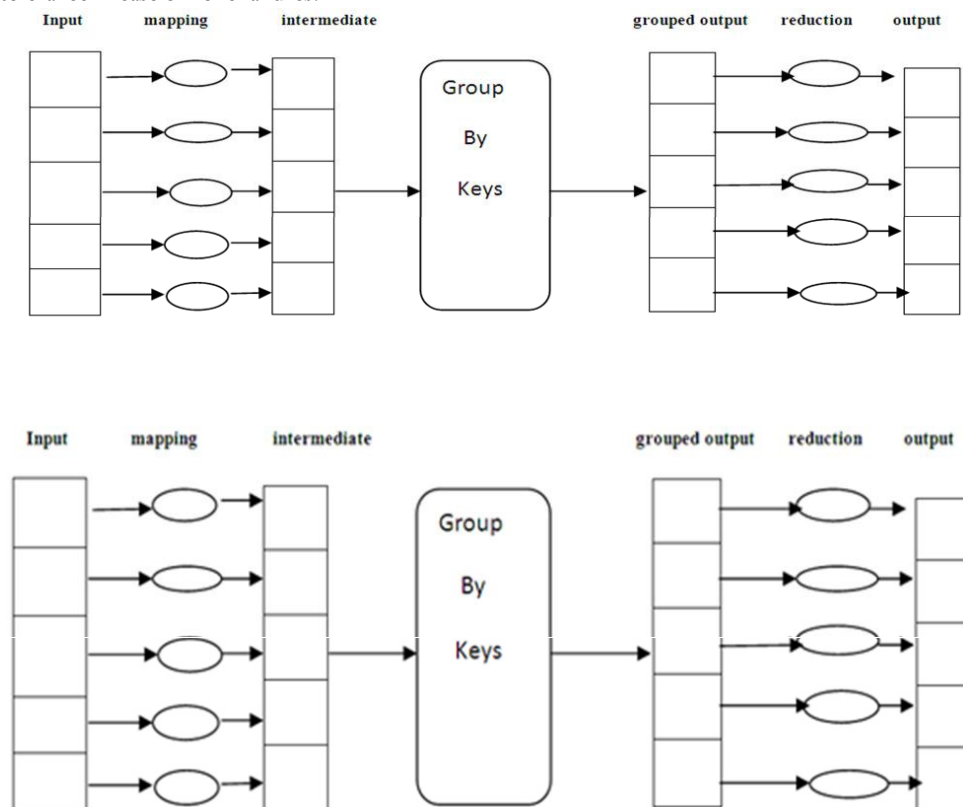 Input mapping intermediate grouped output reduction output
Group
By
Keys
Input mapping intermediate grouped output reduction output
Group
By
Keys